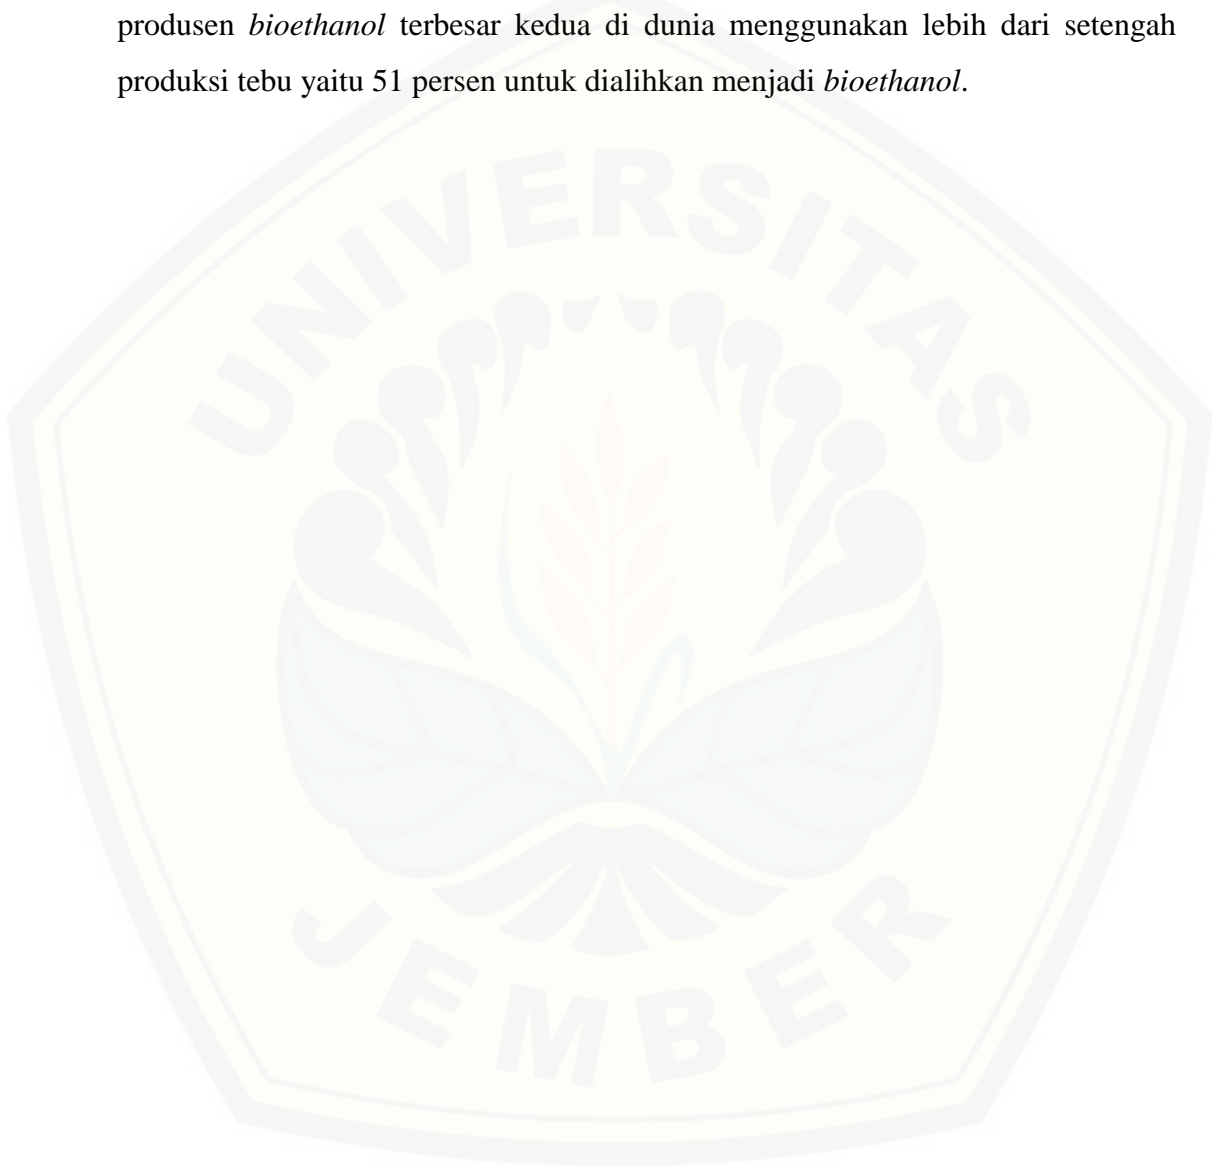 produsen bioethanol terbesar kedua di dunia menggunakan lebih dari setengah
produksi tebu yaitu 51 persen untuk dialihkan menjadi bioethanol.
UNIVERSITAS
JEMBER